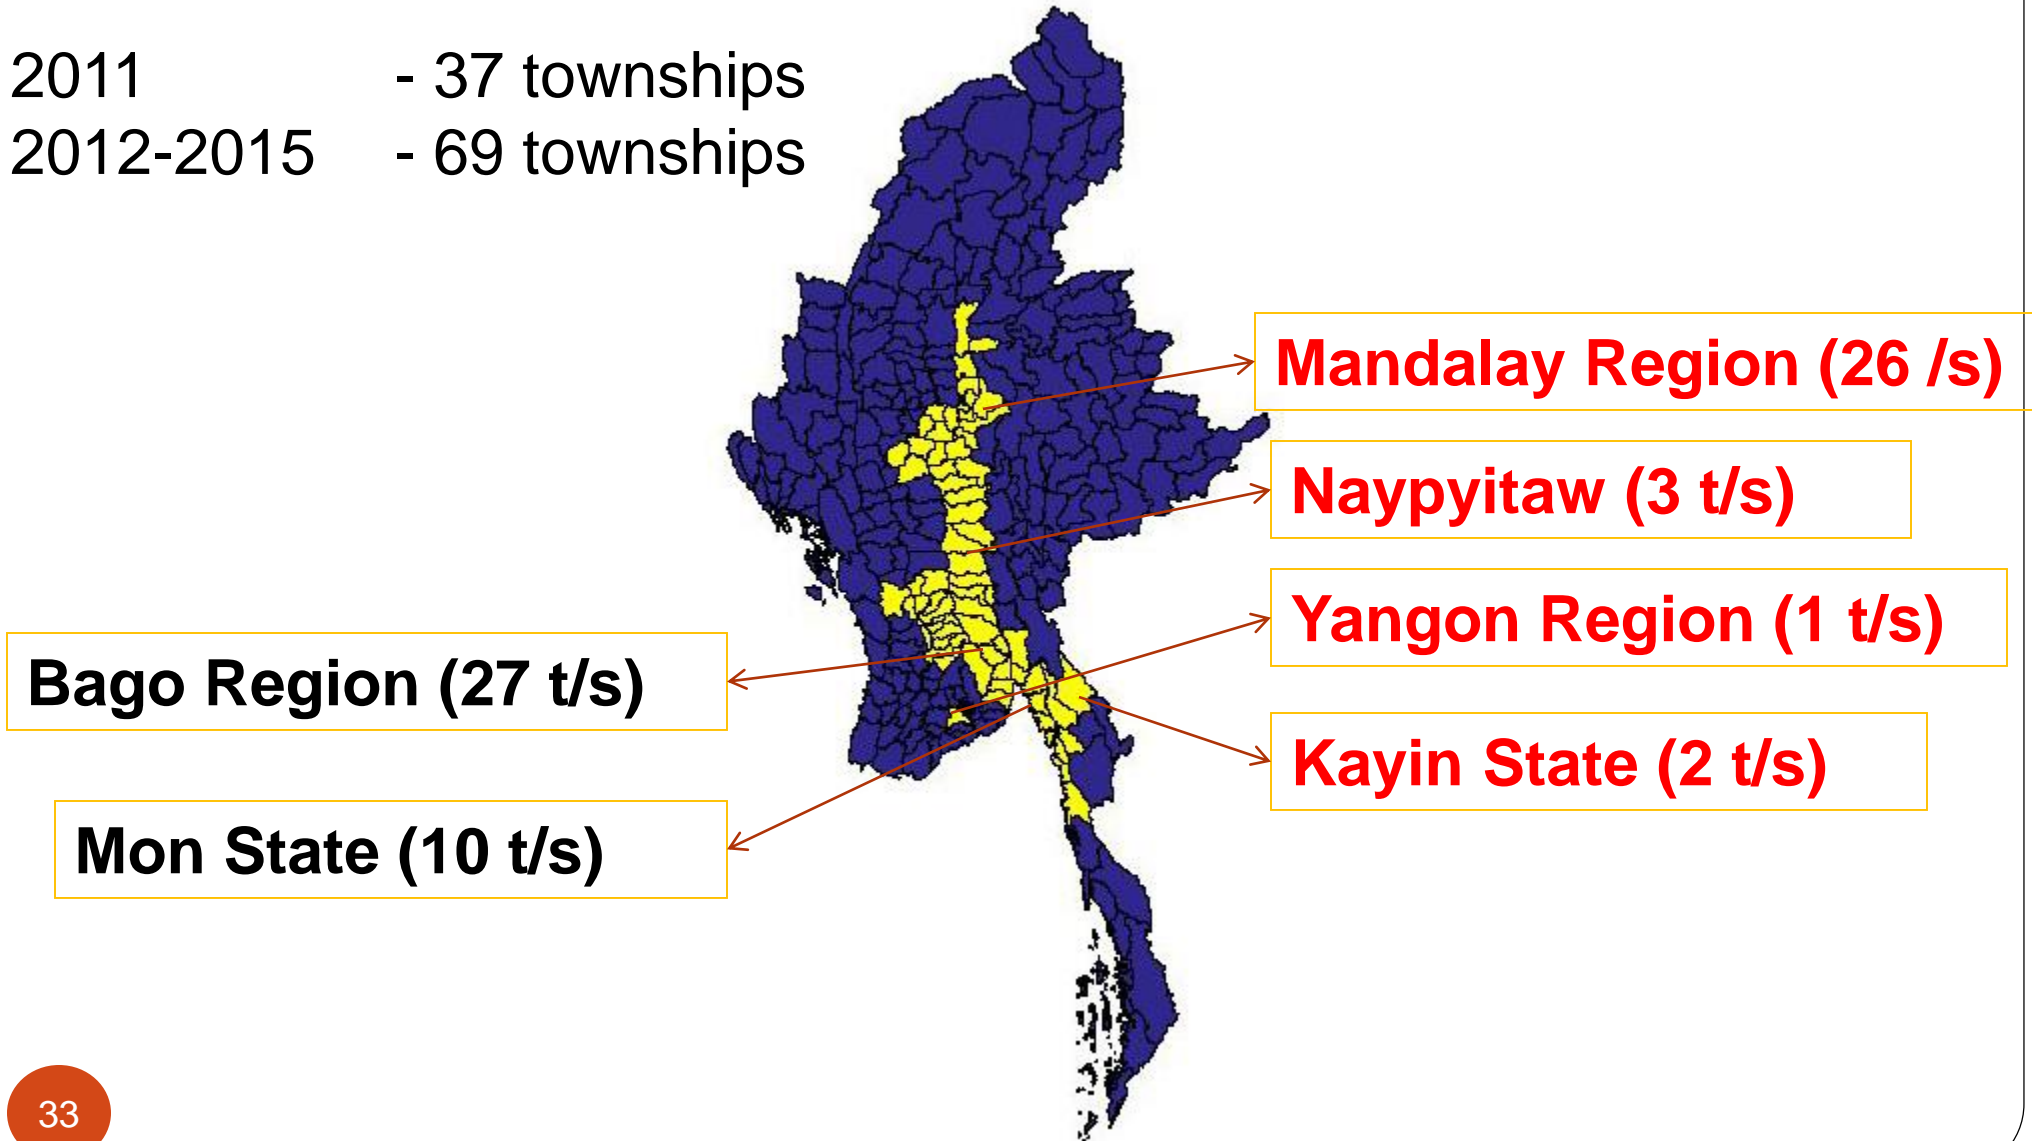 2011 - 37 townships
2012-2015 - 69 townships
Mandalay Region (26 /s)
Naypyitaw (3 t/s)
Yangon Region (1 t/s)
Bago Region (27 t/s)
Kayin State (2 t/s)
Mon State (10 t/s)
33